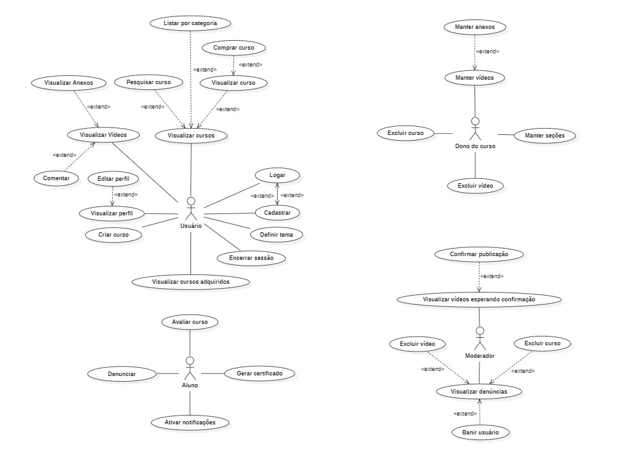 Listar por categoria
Comprar curso
«extend»
«extend»
Visualizar Anexos
Pesquisar curso
Visualizar curso
«extend»
«extend»
«extend»
Visualizar Vídeos
Visualizar cursos
«extend»
Comentar
Editar perfil
Logar
«extend»
«extend»
«extend»
Visualizar perfil
Cadastrar
Usuário
Criar curso
Definir tema
Encerrar sessão
Visualizar cursos adquiridos
Avaliar curso
Denunciar
Gerar certificado
Aluno
Ativar notificações
Manter anexos
«extend»
Manter vídeos
Excluir curso
Manter seções
Dono do curso
Excluir vídeo
Confirmar publicação
«extend»
Visualizar vídeos esperando confirmação
Excluir vídeo
Excluir curso
Moderador
«extend»
«extend»
Visualizar denúncias
«extend»
Banir usuário